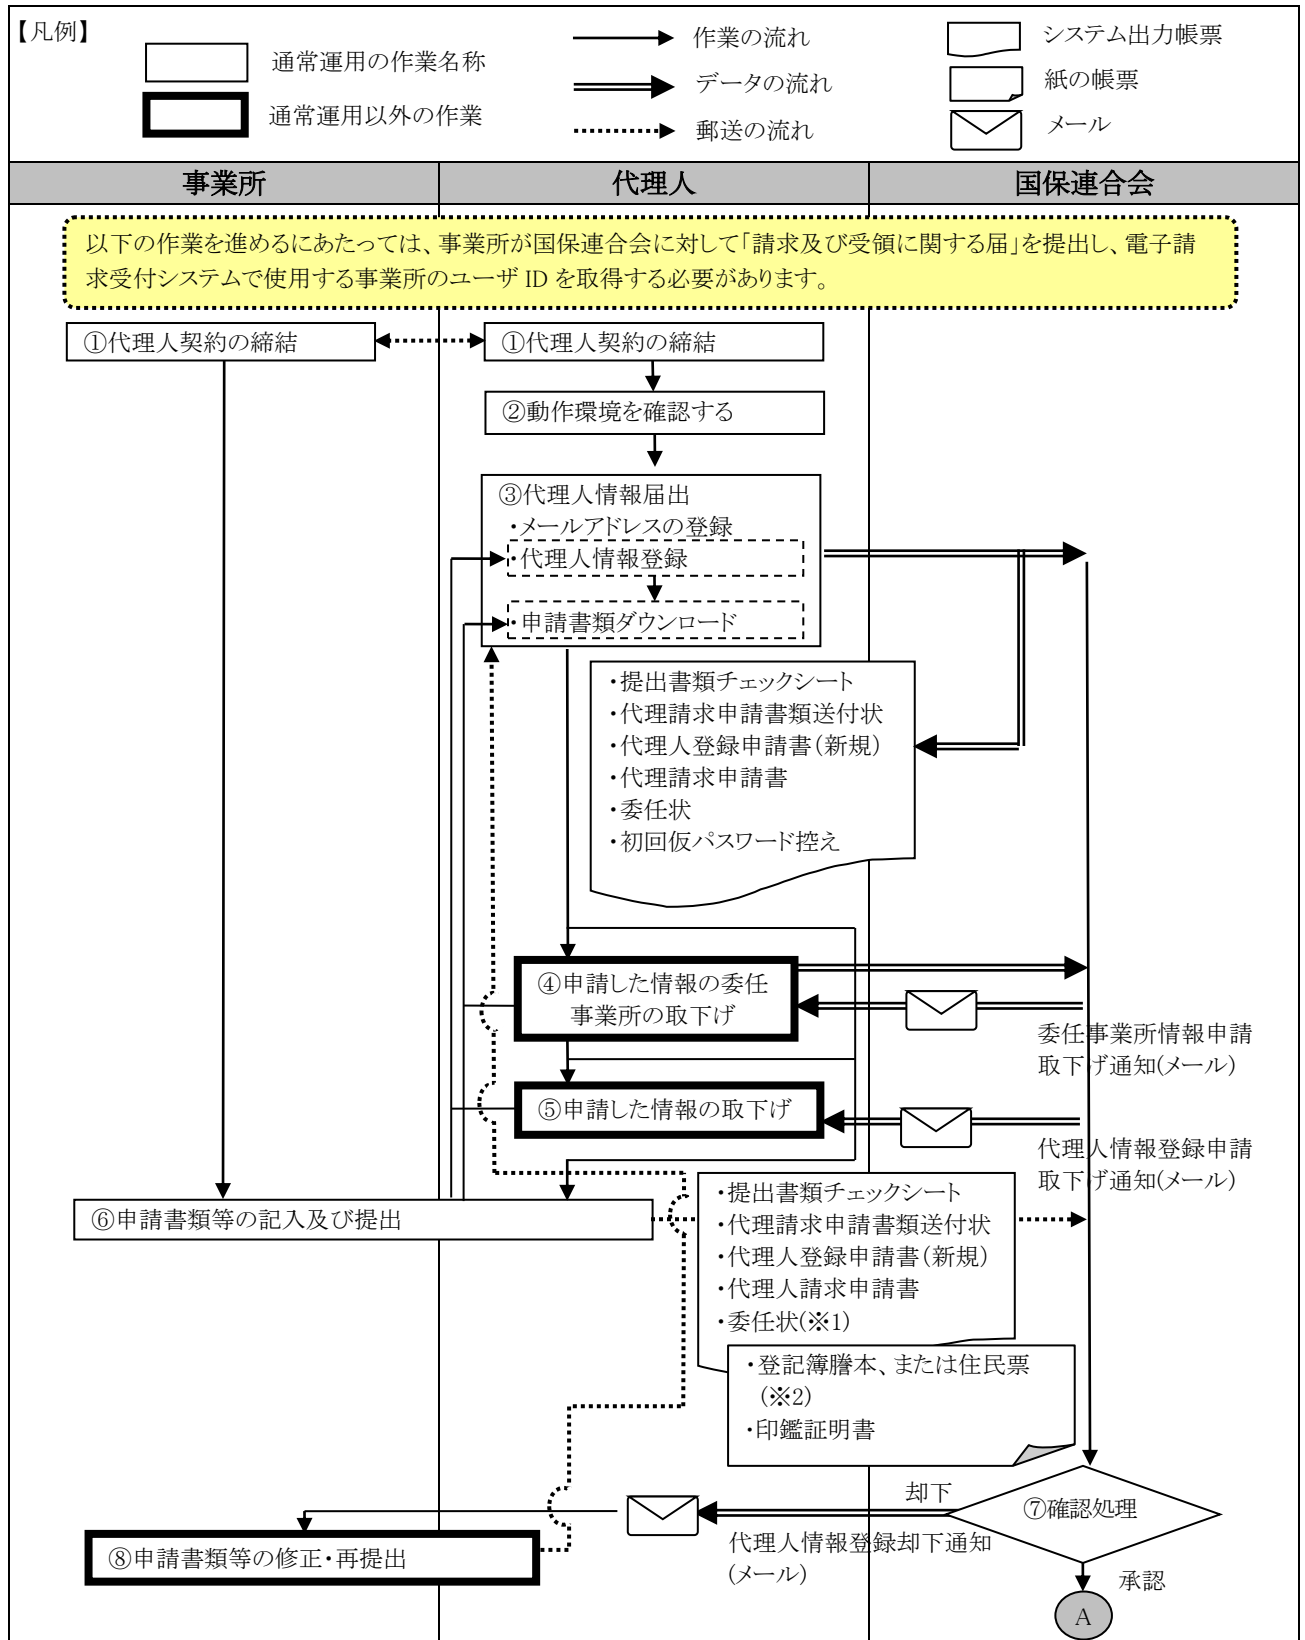 【凡例】
通常運用の作業名称
通常運用以外の作業
作業の流れ
データの流れ
郵送の流れ
システム出力帳票
紙の帳票
メール
事業所
代理人
国保連合会
以下の作業を進めるにあたっては、事業所が国保連合会に対して「請求及び受領に関する届」を提出し、電子請
求受付システムで使用する事業所のユーザ ID を取得する必要があります。
①代理人契約の締結
①代理人契約の締結
②動作環境を確認する
③代理人情報届出
・メールアドレスの登録
・代理人情報登録
・申請書類ダウンロード
・提出書類チェックシート
・代理請求申請書類送付状
・代理人登録申請書(新規)
・代理請求申請書
・委任状
・初回仮パスワード控え
④申請した情報の委任
事業所の取下げ
委任事業所情報申請
取下げ通知(メール)
⑤申請した情報の取下げ
代理人情報登録申請
取下げ通知(メール)
⑥申請書類等の記入及び提出
・提出書類チェックシート
・代理請求申請書類送付状
・代理人登録申請書(新規)
・代理人請求申請書
・委任状(※1)
・登記簿謄本、または住民票
(※2)
・印鑑証明書
却下
⑦確認処理
代理人情報登録却下通知
(メール)
⑧申請書類等の修正・再提出
承認
A